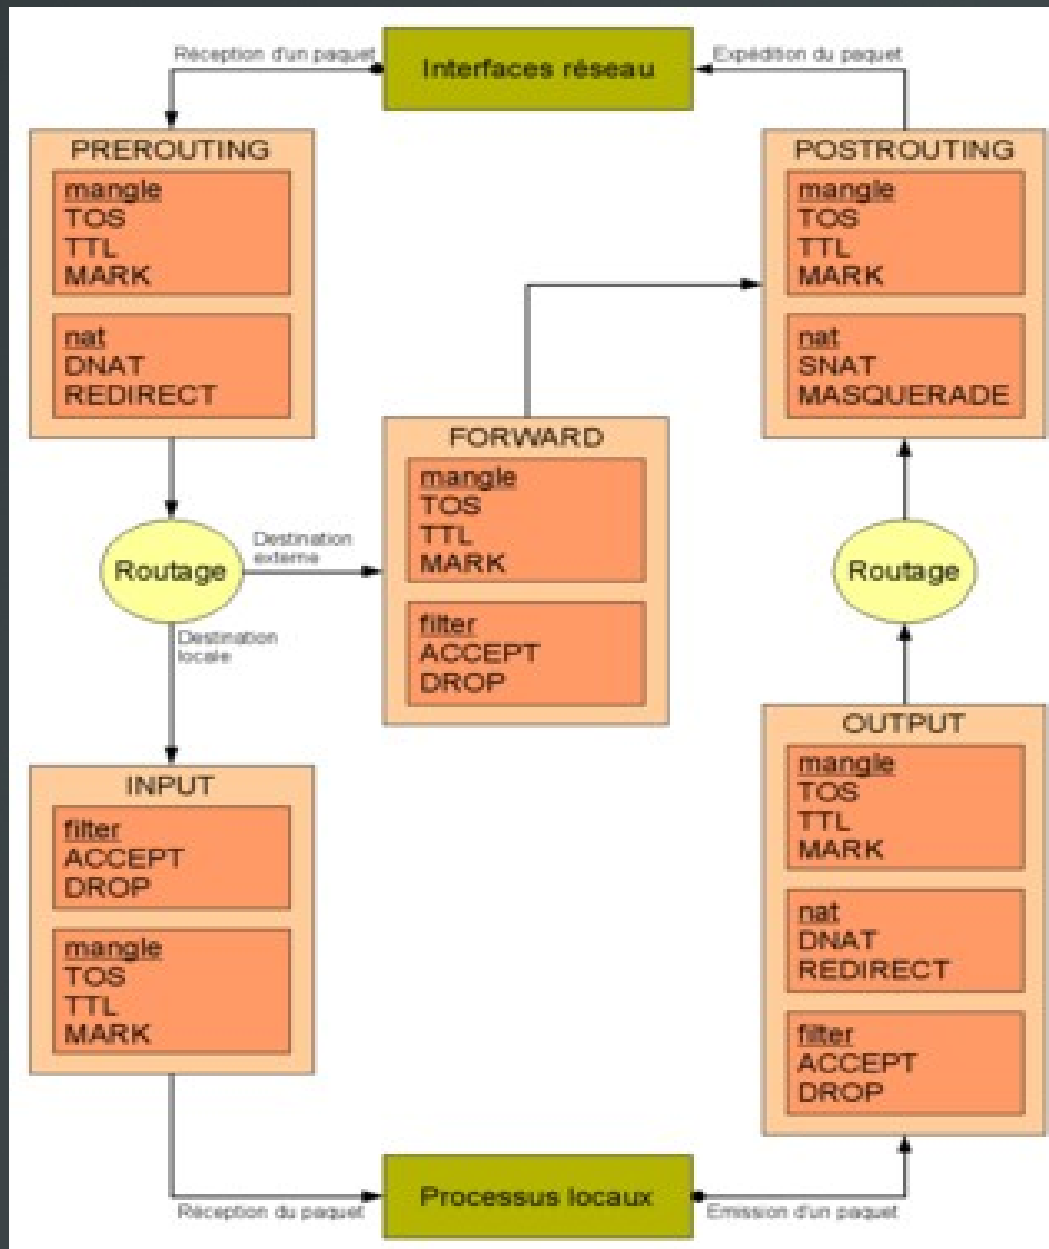 Réception d'un paquet
Interfaces réseau
Expédition du paquet
PREROUTING
mangle
TOS
TTL
MARK
nat
DNAT
REDIRECT
POSTROUTING
mangle
TOS
TTL
MARK
nat
SNAT
MASQUERADE
FORWARD
mangle
TOS
TTL
MARK
filter
ACCEPT
DROP
Routage
Destination
externe
Destination
locale
Routage
INPUT
filter
ACCEPT
DROP
mangle
TOS
TTL
MARK
OUTPUT
mangle
TOS
TTL
MARK
nat
DNAT
REDIRECT
filter
ACCEPT
DROP
Réception du paquet
Processus locaux
Emission d'un paquet